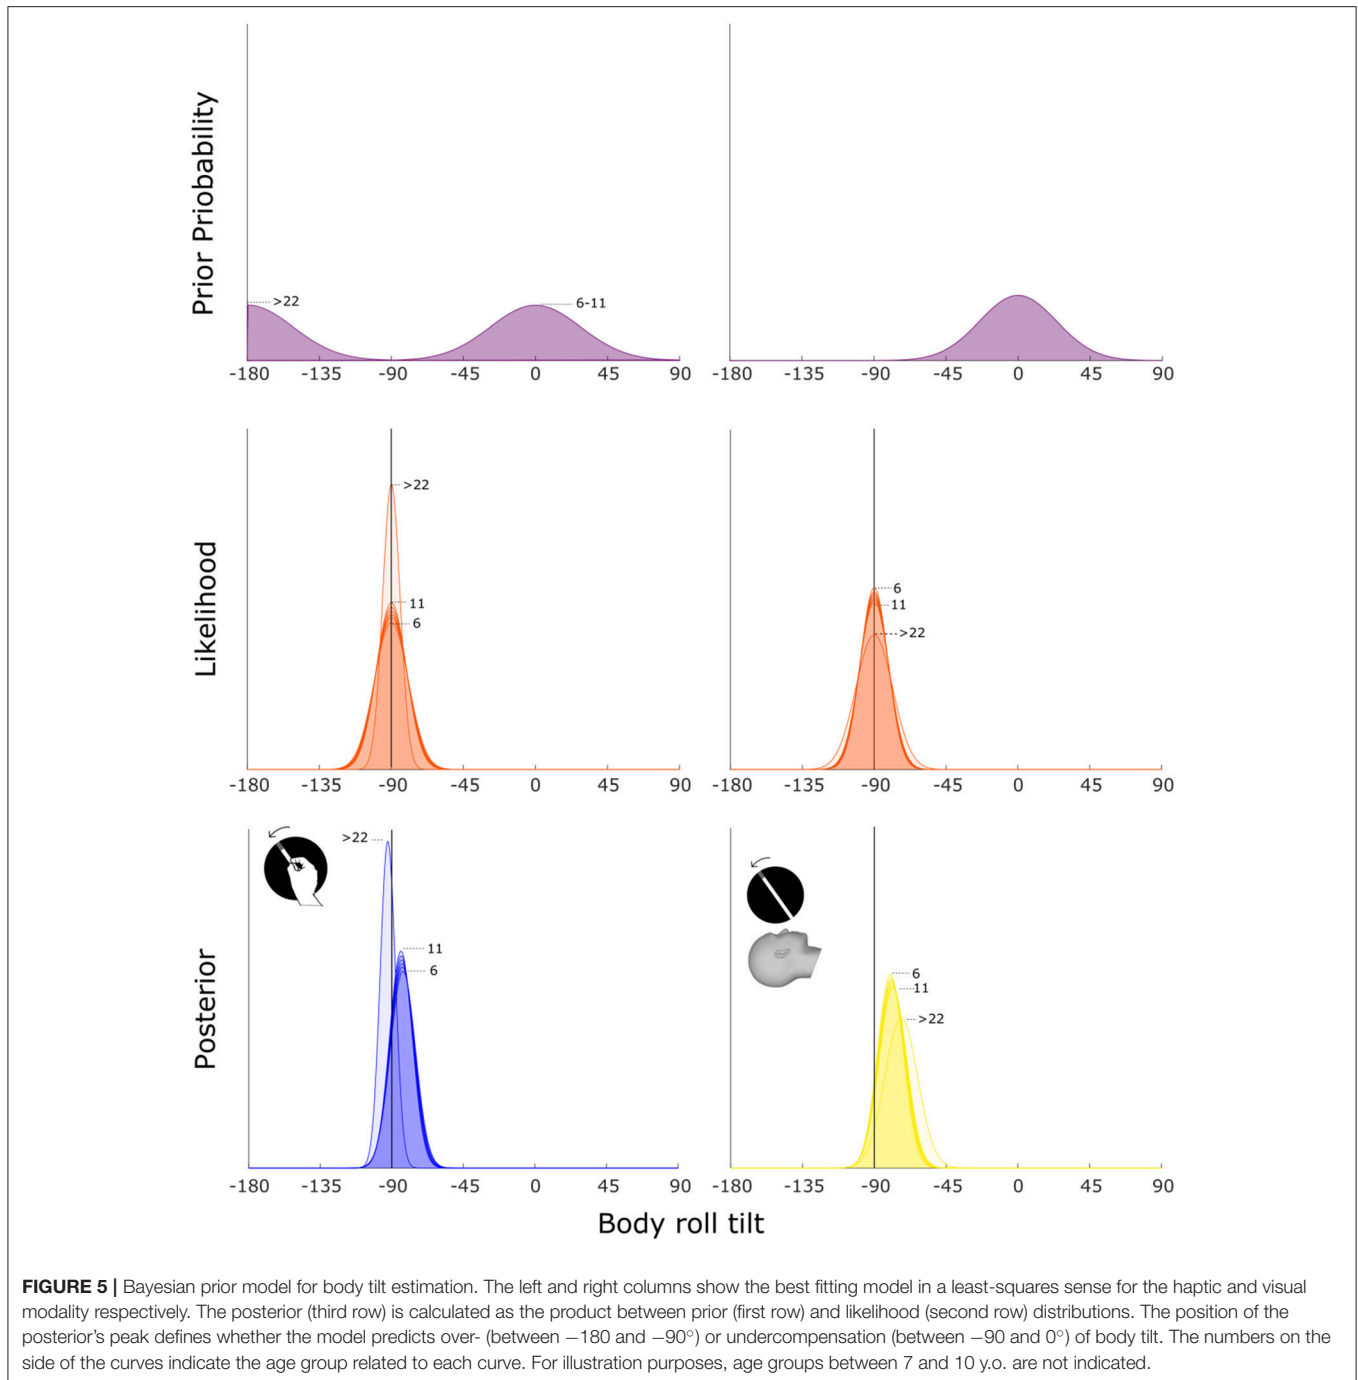 Prior Priobability
>22
6-11
-180 -135 -90 -45 0 45 90
-180 -135 -90 -45 0 45 90
Likelihood
>22
11
6
-180 -135 -90 -45 0 45 90
6
11
>22
-180 -135 -90 -45 0 45 90
Posterior
>22
11
6
-180 -135 -90 -45 0 45 90
6
11
>22
-180 -135 -90 -45 0 45 90
Body roll tilt
FIGURE 5 | Bayesian prior model for body tilt estimation. The left and right columns show the best fitting model in a least-squares sense for the haptic and visual
modality respectively. The posterior (third row) is calculated as the product between prior (first row) and likelihood (second row) distributions. The position of the
posterior's peak defines whether the model predicts over- (between −180 and −90°) or undercompensation (between −90 and 0°) of body tilt. The numbers on the
side of the curves indicate the age group related to each curve. For illustration purposes, age groups between 7 and 10 y.o. are not indicated.